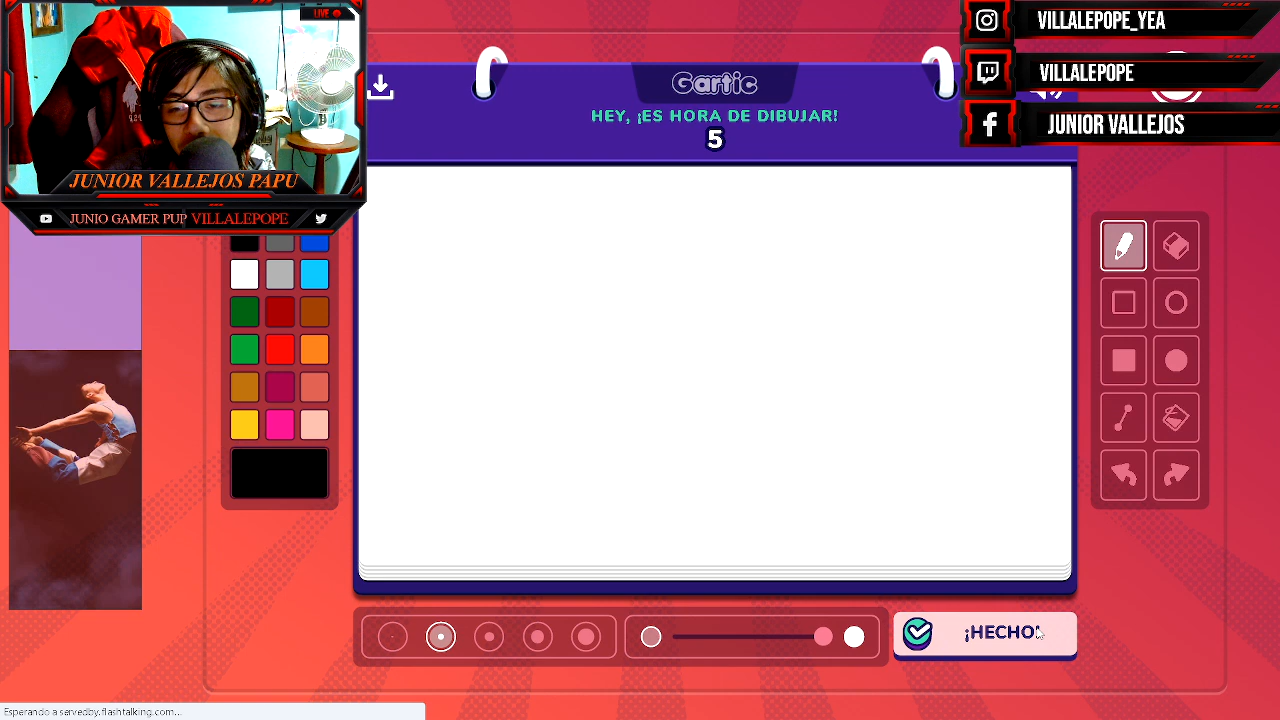 LIVE
VILLALEPOPE_YEA
VILLALEPOPE
JUNIOR VALLEJOS
Gartic
HEY, ¡ES HORA DE DIBUJAR!
5
JUNIOR VALLEJOS PAPU
JUNIO GAMER PUP VILLALEPOPE
¡HECHO!
Esperando a servedby.flashtalking.com...